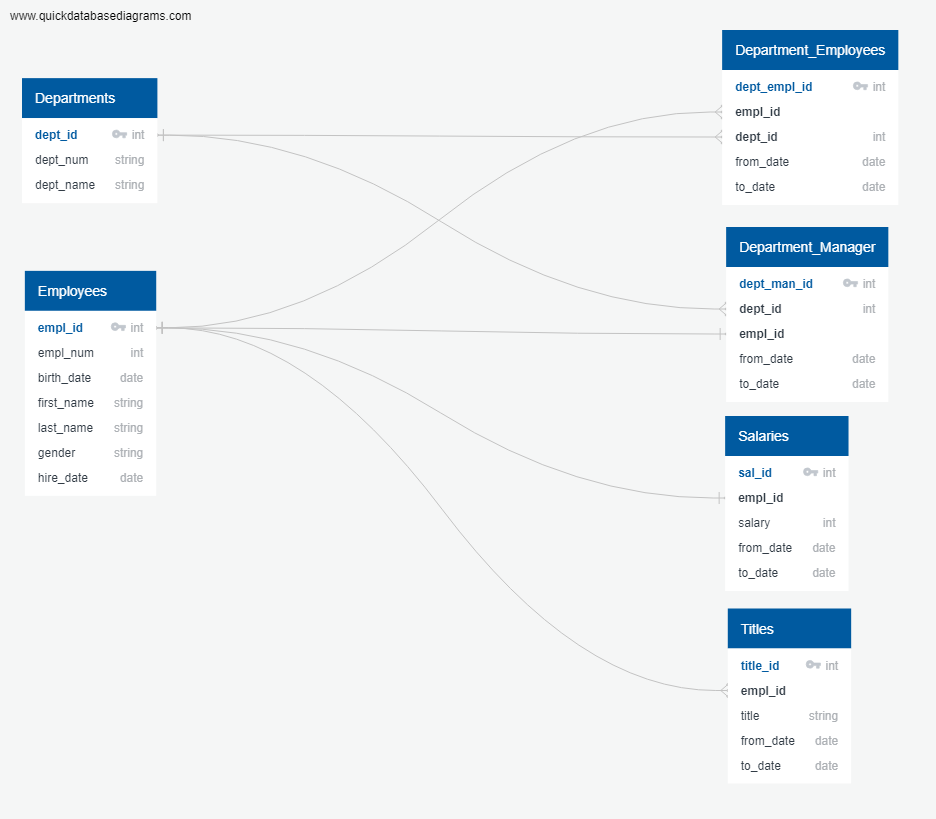 www.quickdatabasediagrams.com
Departments
dept_id int
dept_num string
dept_name string
Employees
empl_id int
empl_num int
birth_date date
first_name string
last_name string
gender string
hire_date date
Department_Employees
dept_empl_id int
empl_id
dept_id int
from_date date
to_date date
Department_Manager
dept_man_id int
dept_id int
empl_id
from_date date
to_date date
Salaries
sal_id int
empl_id
salary int
from_date date
to_date date
Titles
title_id int
empl_id
title string
from_date date
to_date date